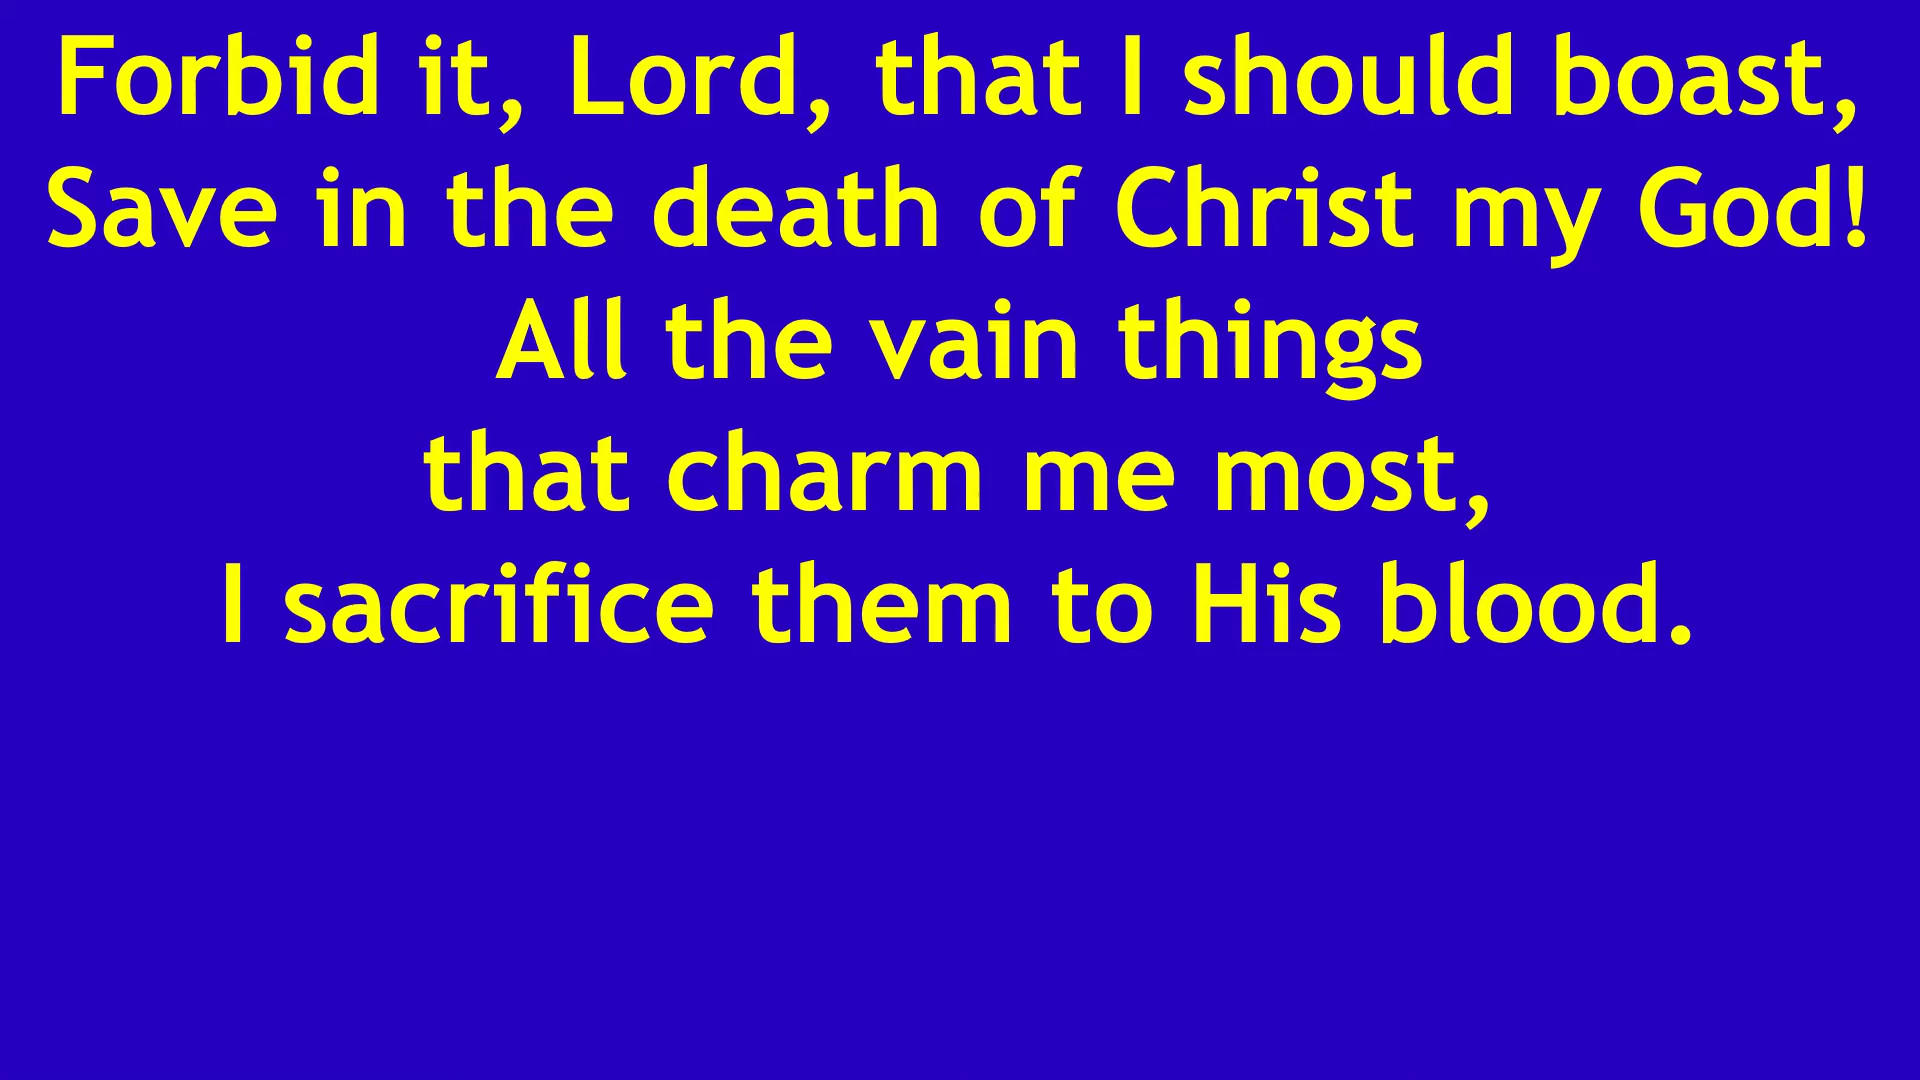 Forbid it, Lord, that I should boast,
Save in the death of Christ my God!
All the vain things
that charm me most,
I sacrifice them to His blood.